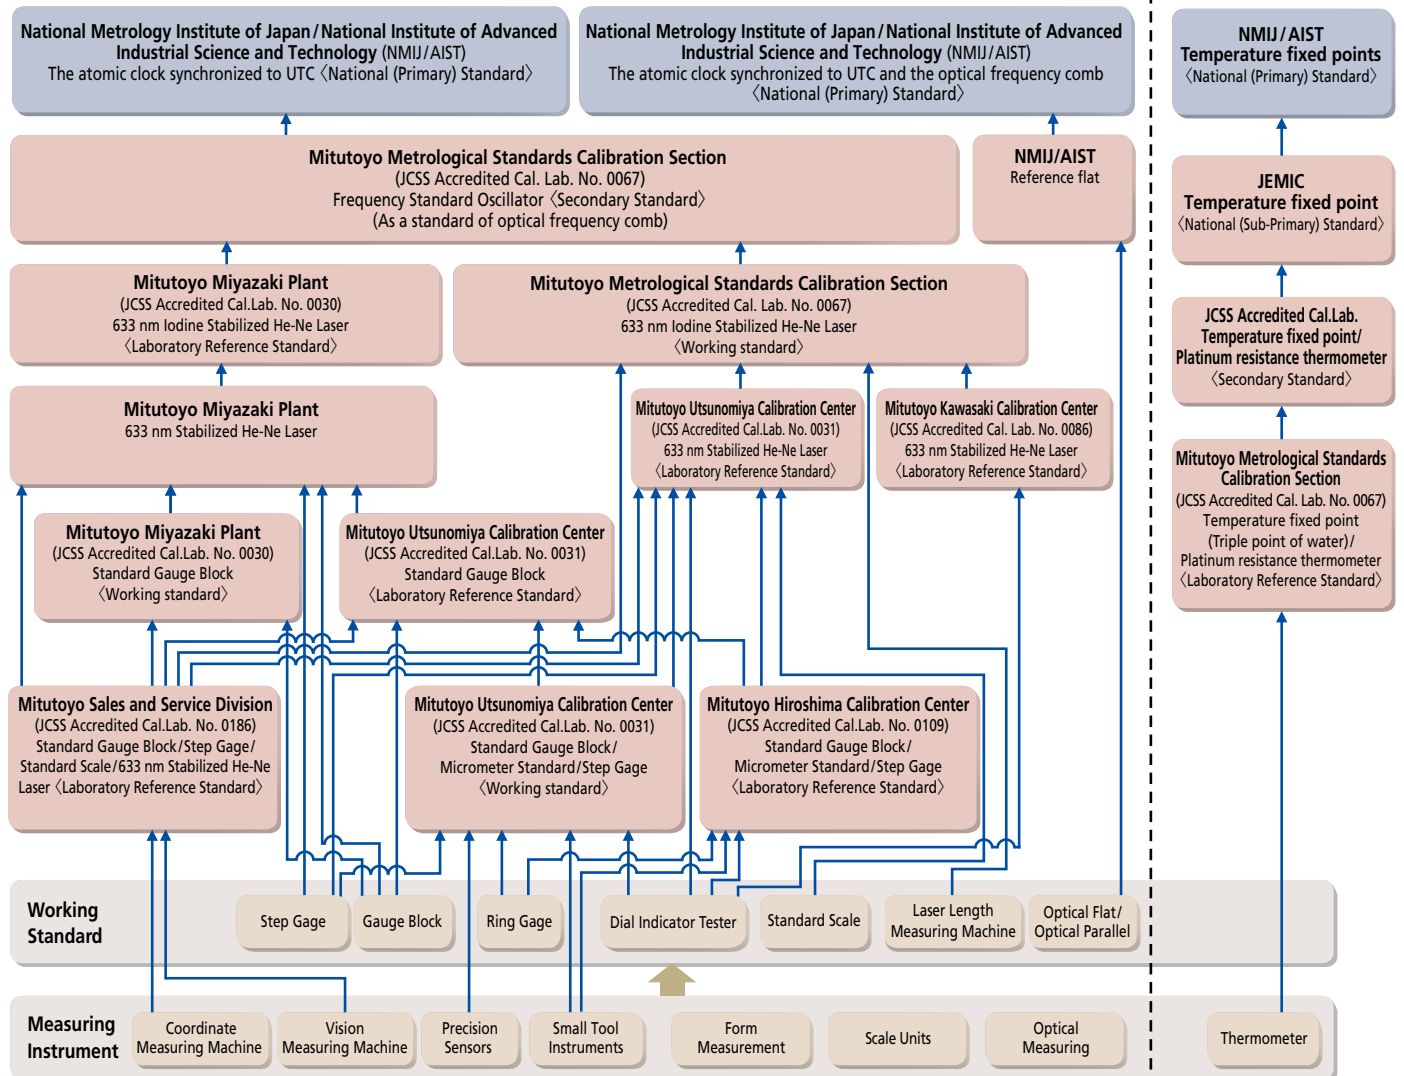 National Metrology Institute of Japan/National Institute of Advanced
Industrial Science and Technology (NMIJ/AIST)
The atomic clock synchronized to UTC〈National (Primary) Standard〉
National Metrology Institute of Japan/National Institute of Advanced
Industrial Science and Technology (NMIJ/AIST)
The atomic clock synchronized to UTC and the optical frequency comb
〈National (Primary) Standard〉
NMIJ/AIST
Temperature fixed points
〈National (Primary) Standard〉
Mitutoyo Metrological Standards Calibration Section
(JCSS Accredited Cal. Lab. No. 0067)
Frequency Standard Oscillator〈Secondary Standard〉
(As a standard of optical frequency comb)
NMIJ/AIST
Reference flat
JEMIC
Temperature fixed point
〈National (Sub-Primary) Standard〉
Mitutoyo Miyazaki Plant
(JCSS Accredited Cal.Lab. No. 0030)
633 nm Iodine Stabilized He-Ne Laser
〈Laboratory Reference Standard〉
Mitutoyo Metrological Standards Calibration Section
(JCSS Accredited Cal. Lab. No. 0067)
633 nm Iodine Stabilized He-Ne Laser
〈Working standard〉
JCSS Accredited Cal.Lab.
Temperature fixed point/
Platinum resistance thermometer
〈Secondary Standard〉
Mitutoyo Miyazaki Plant
633 nm Stabilized He-Ne Laser
Mitutoyo Utsunomiya Calibration Center
(JCSS Accredited Cal.Lab. No. 0031)
633 nm Stabilized He-Ne Laser
〈Laboratory Reference Standard〉
Mitutoyo Kawasaki Calibration Center
(JCSS Accredited Cal. Lab. No. 0086)
633 nm Stabilized He-Ne Laser
〈Laboratory Reference Standard〉
Mitutoyo Metrological Standards
Calibration Section
(JCSS Accredited Cal. Lab. No. 0067)
Temperature fixed point
(Triple point of water)/
Platinum resistance thermometer
〈Laboratory Reference Standard〉
Mitutoyo Miyazaki Plant
(JCSS Accredited Cal.Lab. No. 0030)
Standard Gauge Block
〈Working standard〉
Mitutoyo Utsunomiya Calibration Center
(JCSS Accredited Cal.Lab. No. 0031)
Standard Gauge Block
〈Laboratory Reference Standard〉
Mitutoyo Sales and Service Division
(JCSS Accredited Cal.Lab. No. 0186)
Standard Gauge Block/Step Gage/
Standard Scale/633 nm Stabilized He-Ne
Laser〈Laboratory Reference Standard〉
Mitutoyo Utsunomiya Calibration Center
(JCSS Accredited Cal.Lab. No. 0031)
Standard Gauge Block/
Micrometer Standard/Step Gage
〈Working standard〉
Mitutoyo Hiroshima Calibration Center
(JCSS Accredited Cal.Lab. No. 0109)
Standard Gauge Block/
Micrometer Standard/Step Gage
〈Laboratory Reference Standard〉
Working
Standard
Step Gage
Gauge Block
Ring Gage
Dial Indicator Tester
Standard Scale
Laser Length
Measuring Machine
Optical Flat/
Optical Parallel
Measuring
Instrument
Coordinate
Measuring Machine
Vision
Measuring Machine
Precision
Sensors
Small Tool
Instruments
Form
Measurement
Scale Units
Optical
Measuring
Thermometer